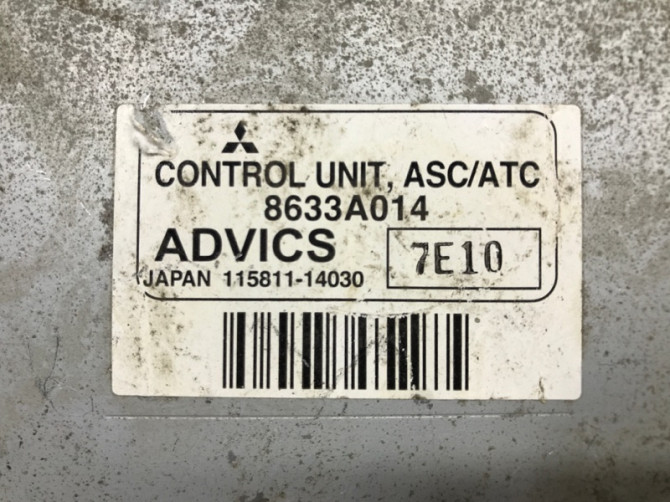 CONTROL UNIT, ASC/ATC
8633A014
ADVICS
7E10
JAPAN 115811-14030